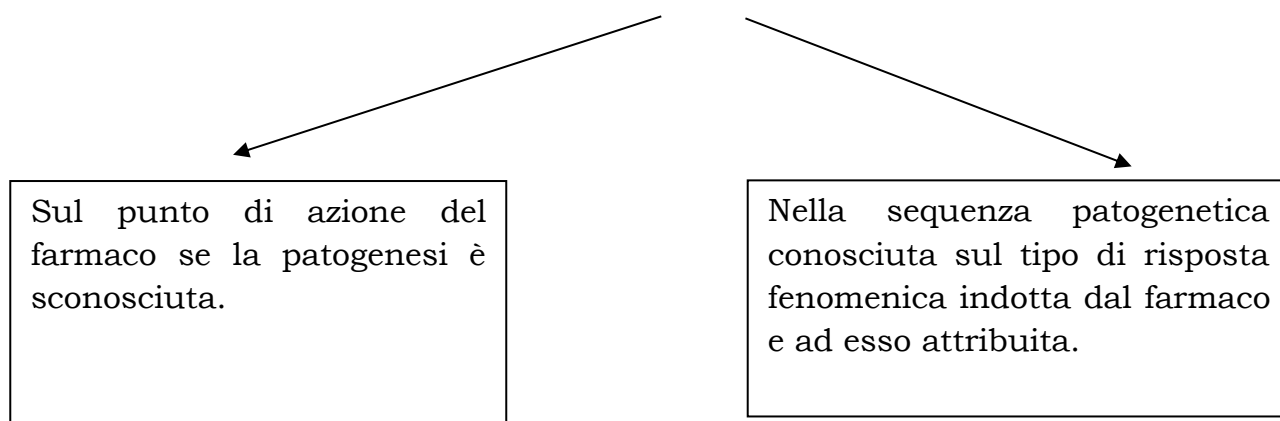 Sul punto di azione del
farmaco se la patogenesi è
sconosciuta.
Nella sequenza patogenetica
conosciuta sul tipo di risposta
fenomenica indotta dal farmaco
e ad esso attribuita.